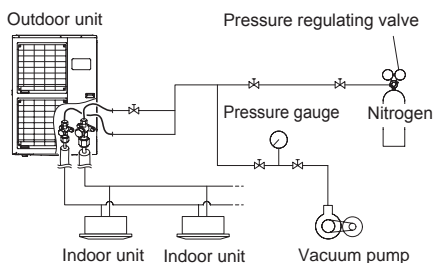 Outdoor unit
Pressure regulating valve
Pressure gauge
Nitrogen
Indoor unit
Indoor unit
Vacuum pump